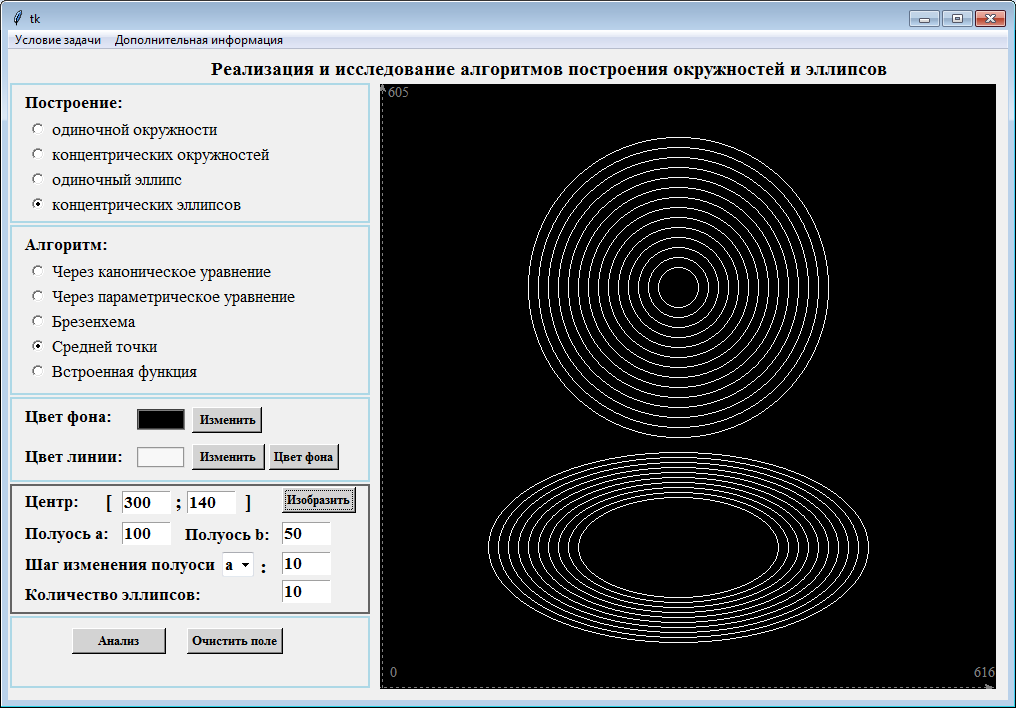 tk
Условие задачи Дополнительная информация
Реализация и исследование алгоритмов построения окружностей и эллипсов
Построение:
одиночной окружности
концентрических окружностей
одиночный эллипс
концентрических эллипсов
Алгоритм:
Через каноническое уравнение
Через параметрическое уравнение
Брезенхема
Средней точки
Встроенная функция
Цвет фона: Изменить
Цвет линии: Изменить Цвет фона
Центр: [ 300 ; 140 ] Изобразить
Полуось a: 100 Полуось b: 50
Шаг изменения полуоси a : 10
Количество эллипсов: 10
Анализ Очистить поле
605
0 616